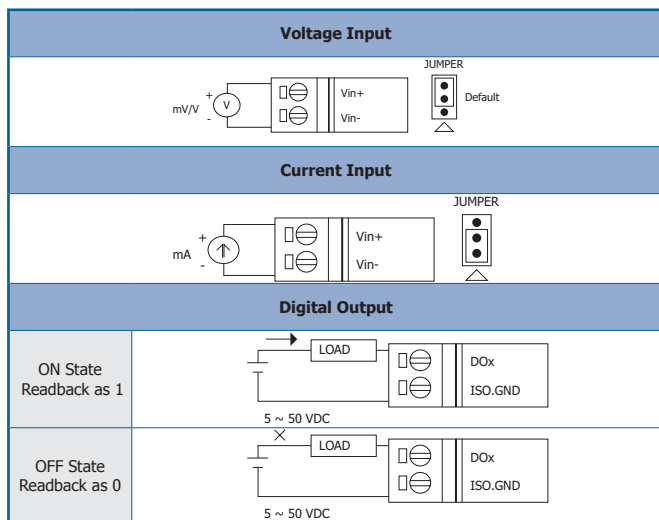 Voltage Input
JUMPER
+
mV/V
V
-
Vin+
Vin-
Default
Current Input
JUMPER
+
mA
-
Vin+
Vin-
Digital Output
ON State
Readback as 1
LOAD
DOx
ISO.GND
5 ~ 50 VDC
OFF State
Readback as 0
LOAD
DOx
ISO.GND
5 ~ 50 VDC